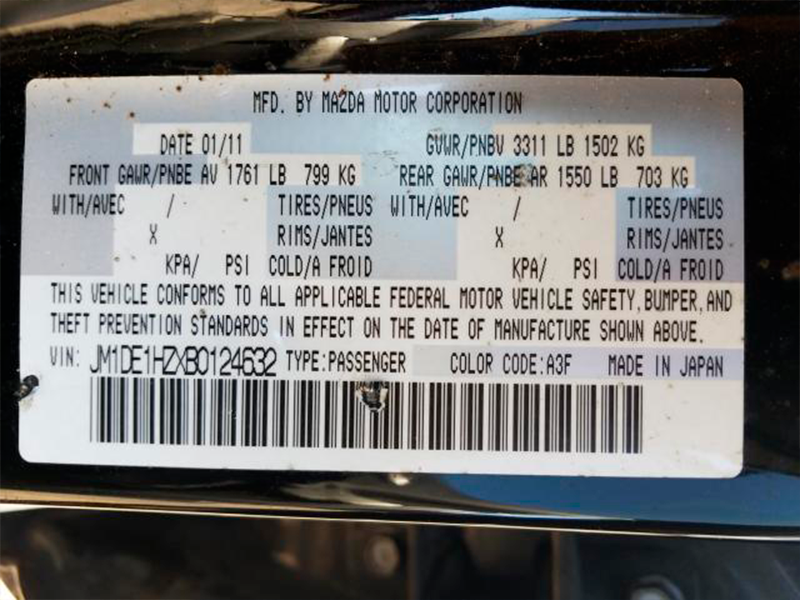 MFD. BY MAZDA MOTOR CORPORATION
DATE 01/11 GVWR/PNBV 3311 LB 1502 KG
FRONT GAWR/PNBE AV 1761 LB 799 KG REAR GAWR/PNBE AR 1550 LB 703 KG
WITH/AVEC / TIRES/PNEUS WITH/AVEC / TIRES/PNEUS
X RIMS/JANTES X RIMS/JANTES
KPA/ PSI COLD/A FROID KPA/ PSI COLD/A FROID
THIS VEHICLE CONFORMS TO ALL APPLICABLE FEDERAL MOTOR VEHICLE SAFETY, BUMPER, AND
THEFT PREVENTION STANDARDS IN EFFECT ON THE DATE OF MANUFACTURE SHOWN ABOVE.
VIN: JM1DE1HZXB0124632 TYPE:PASSENGER COLOR CODE:A3F MADE IN JAPAN